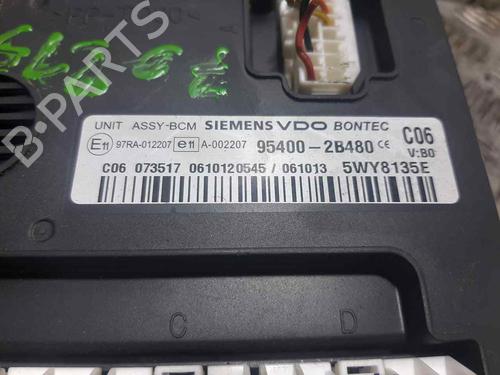 UNIT ASSY-BCM SIEMENS VDO BONTEC C06
E11 97RA-012207 e11 A-002207 95400-2B480 CE V:B0
C06 073517 0610120545 / 061013 5WY8135E
C D
B-PARTS